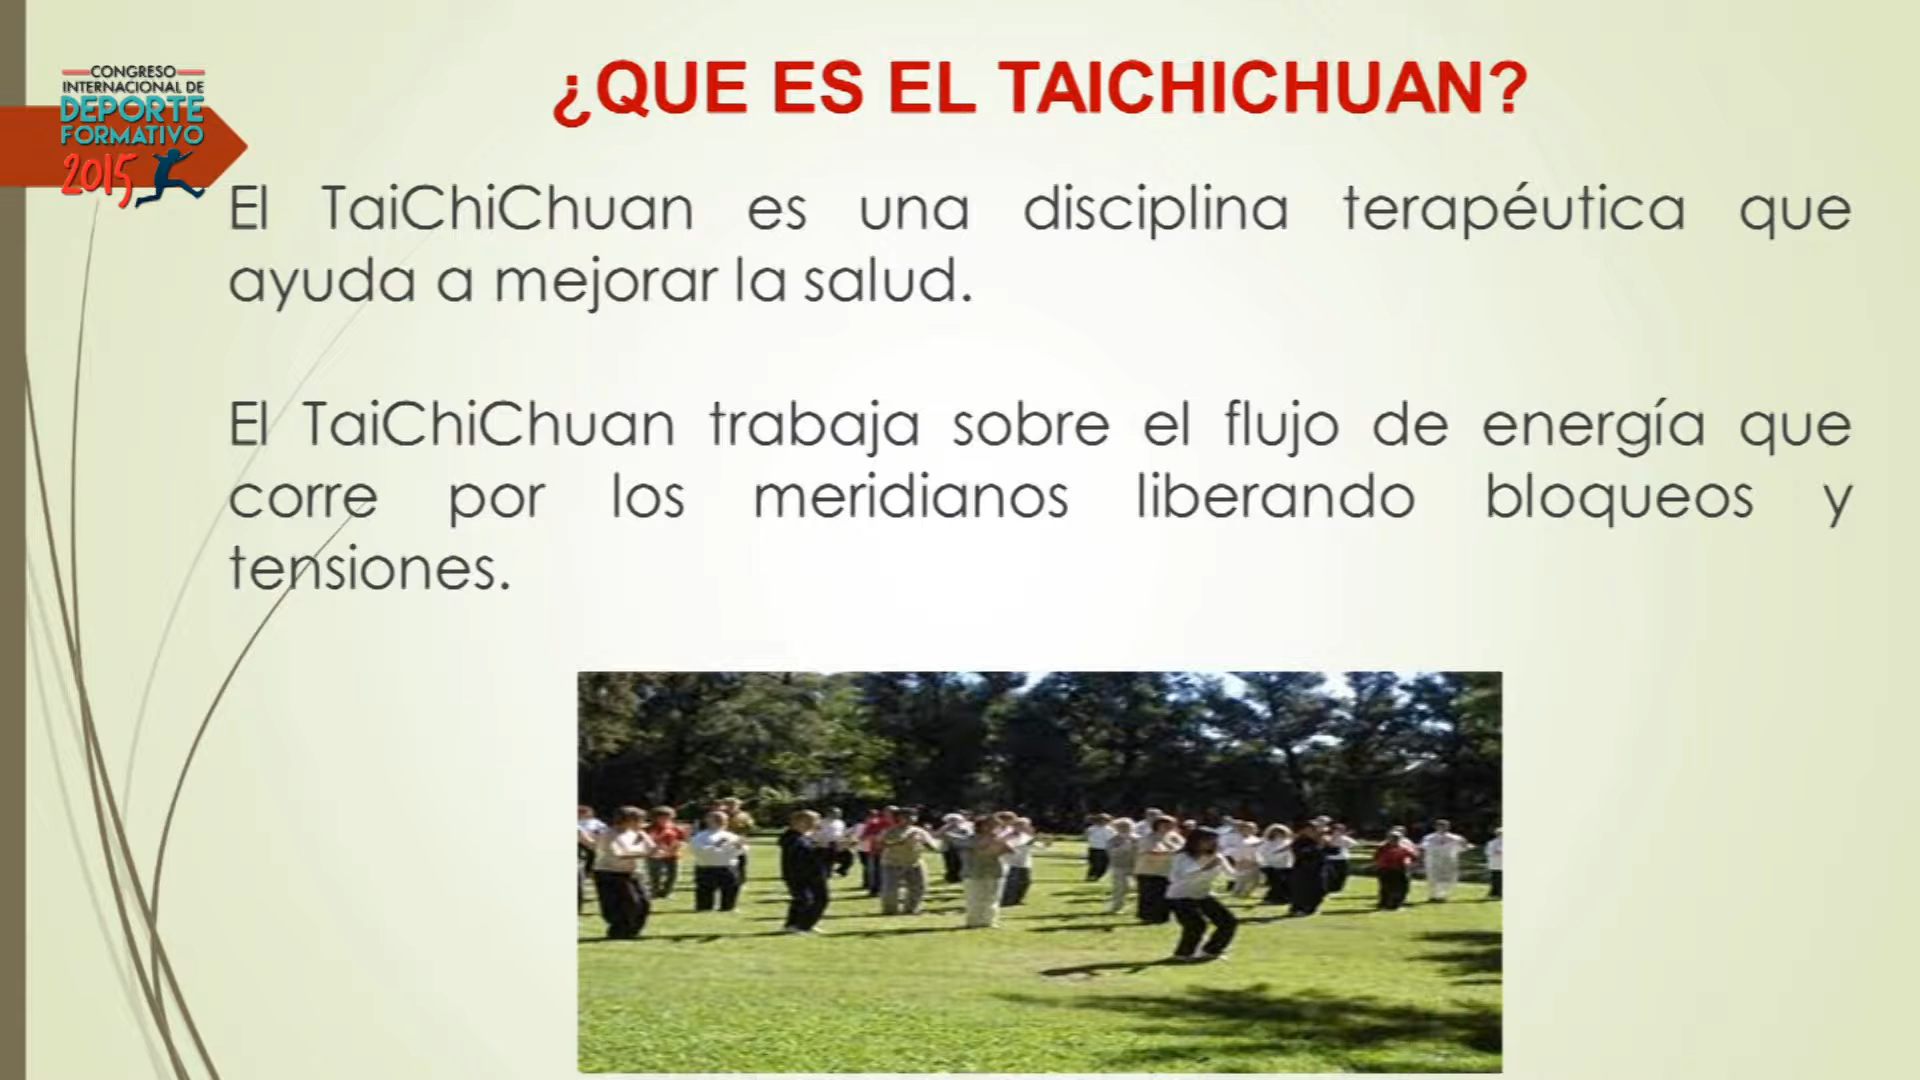 CONGRESO
INTERNACIONAL DE
DEPORTE
FORMATIVO
2015
¿QUE ES EL TAICHICHUAN?
El TaiChiChuan es una disciplina terapéutica que
ayuda a mejorar la salud.
El TaiChiChuan trabaja sobre el flujo de energía que
corre por los meridianos liberando bloqueos y
tensiones.